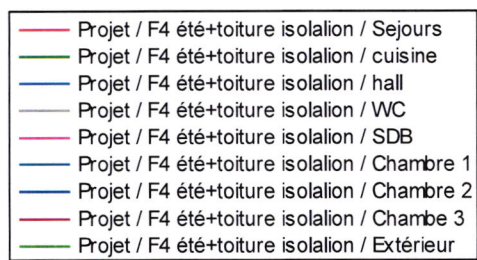 Projet / F4 été+toiture isolalion / Sejours
Projet / F4 été+toiture isolalion / cuisine
Projet / F4 été+toiture isolalion / hall
Projet / F4 été+toiture isolalion / WC
Projet / F4 été+toiture isolalion / SDB
Projet / F4 été+toiture isolalion / Chambre 1
Projet / F4 été+toiture isolalion / Chambre 2
Projet / F4 été+toiture isolalion / Chambe 3
Projet / F4 été+toiture isolalion / Extérieur